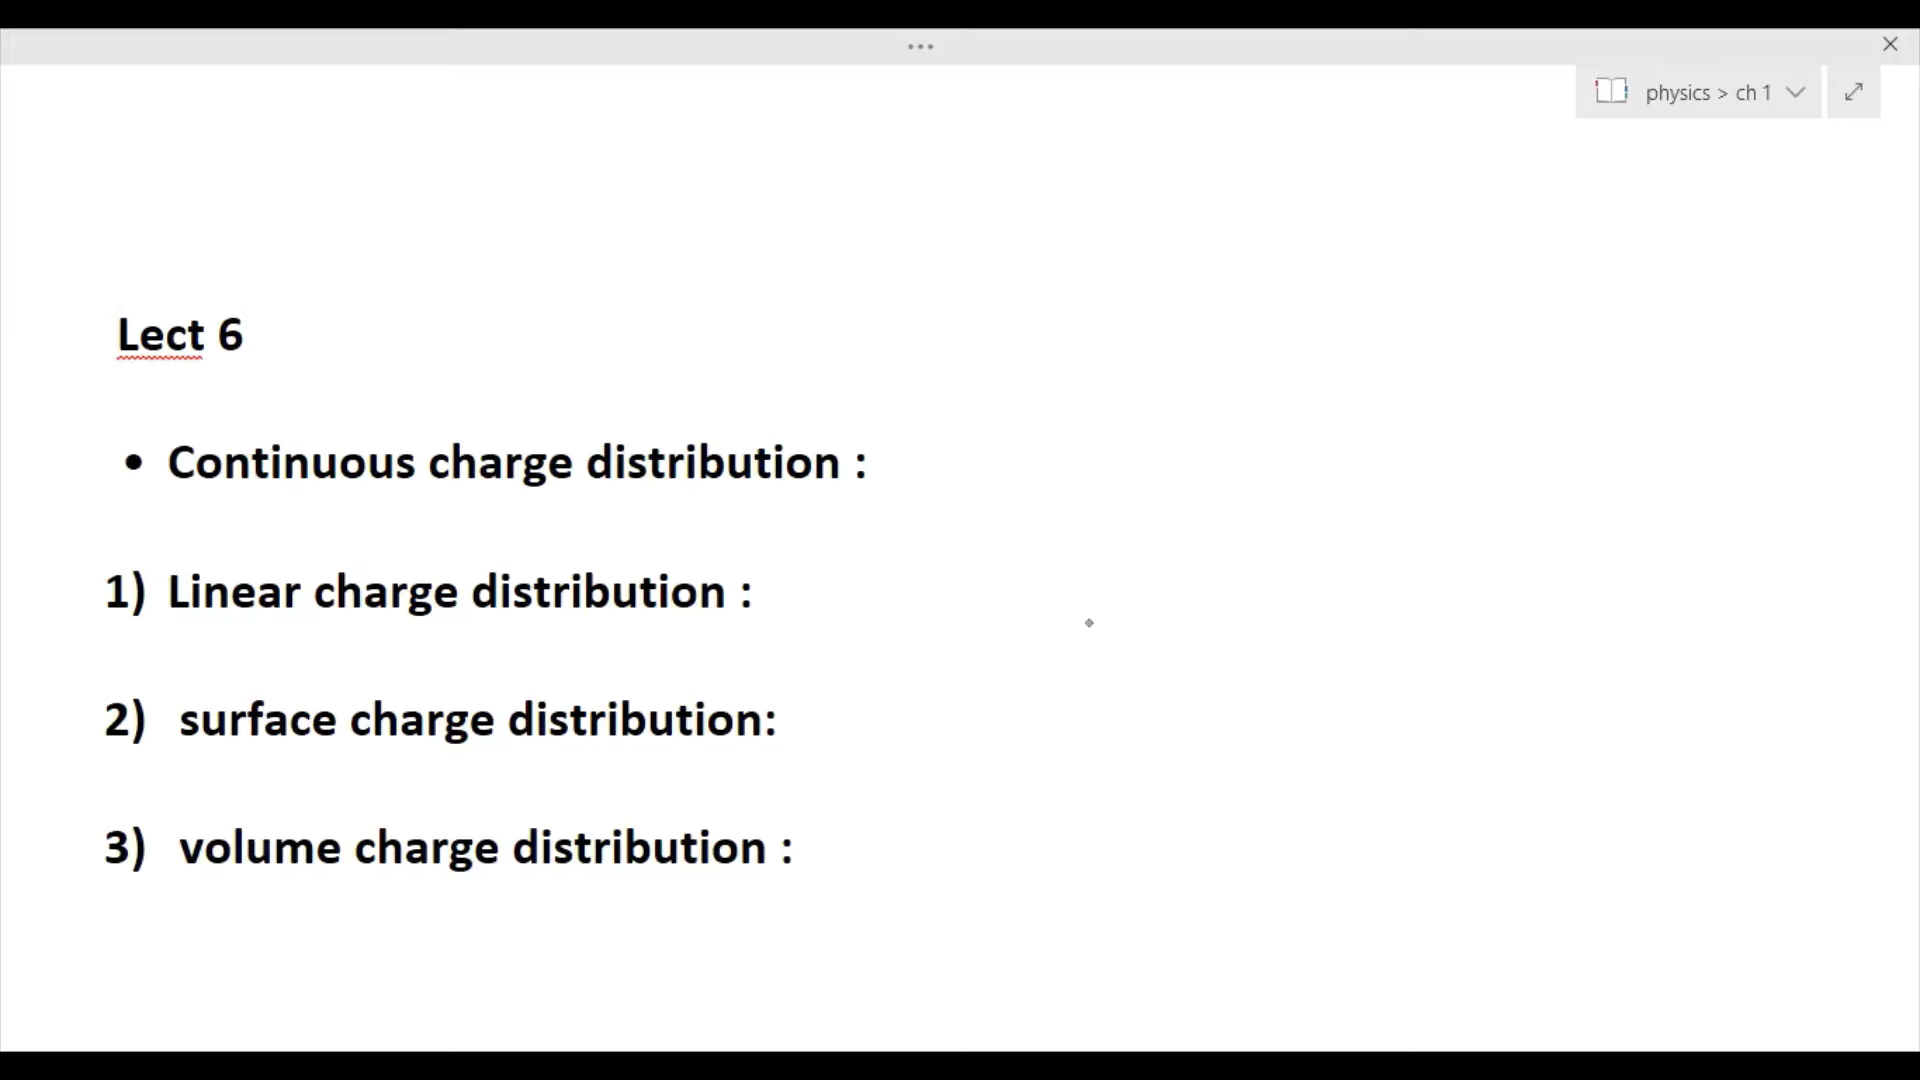 physics > ch 1
Lect 6
• Continuous charge distribution :
1) Linear charge distribution :
2) surface charge distribution:
3) volume charge distribution :